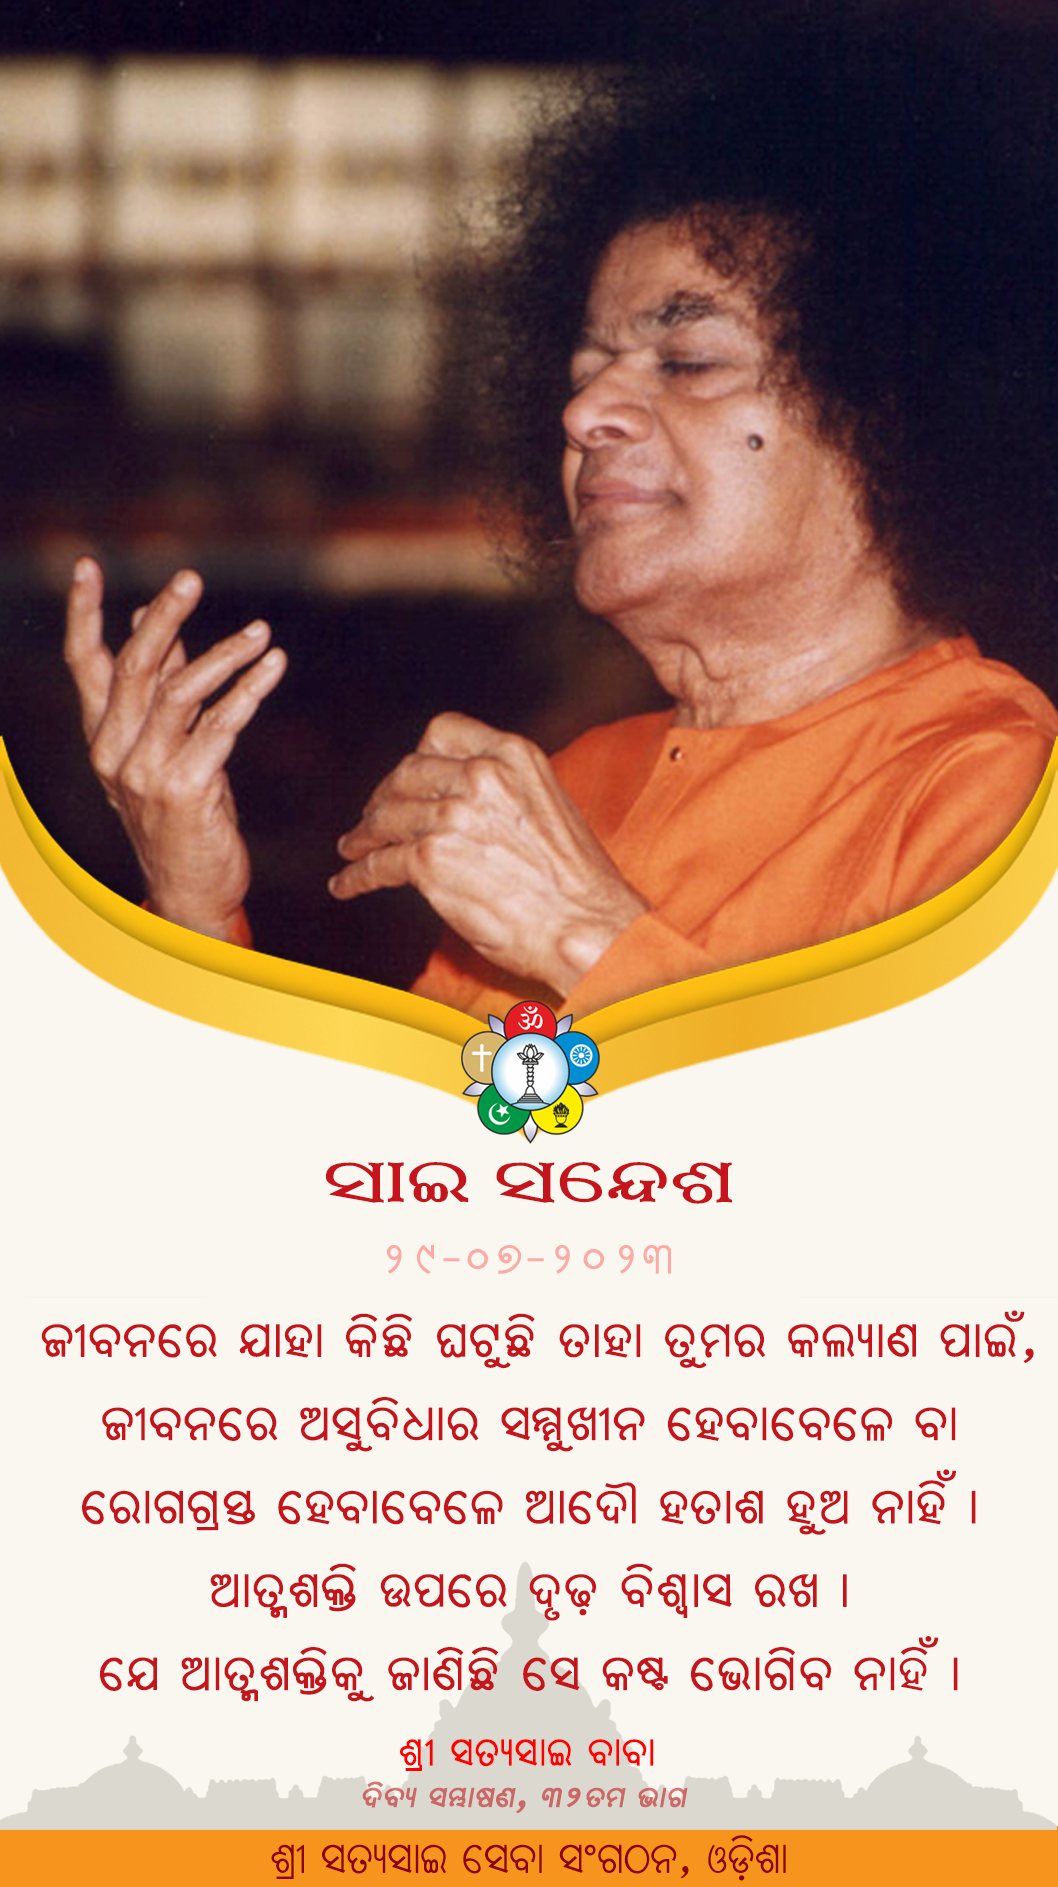 ॐ
ସାଇ ସନ୍ଦେଶ
୨୯-୦୭-୨୦୨୩
ଜୀବନରେ ଯାହା କିଛି ଘଟୁଛି ତାହା ତୁମର କଲ୍ୟାଣ ପାଇଁ,
ଜୀବନରେ ଅସୁବିଧାର ସମ୍ମୁଖୀନ ହେବାବେଳେ ବା
ରୋଗଗ୍ରସ୍ତ ହେବାବେଳେ ଆଦୌ ହତାଶ ହୁଅ ନାହିଁ ।
ଆତ୍ମଶକ୍ତି ଉପରେ ଦୃଢ଼ ବିଶ୍ୱାସ ରଖ ।
ଯେ ଆତ୍ମଶକ୍ତିକୁ ଜାଣିଛି ସେ କଷ୍ଟ ଭୋଗିବ ନାହିଁ ।
ଶ୍ରୀ ସତ୍ୟସାଇ ବାବା
ଦିବ୍ୟ ସମ୍ଭାଷଣ, ୩୨ତମ ଭାଗ
ଶ୍ରୀ ସତ୍ୟସାଇ ସେବା ସଂଗଠନ, ଓଡ଼ିଶା